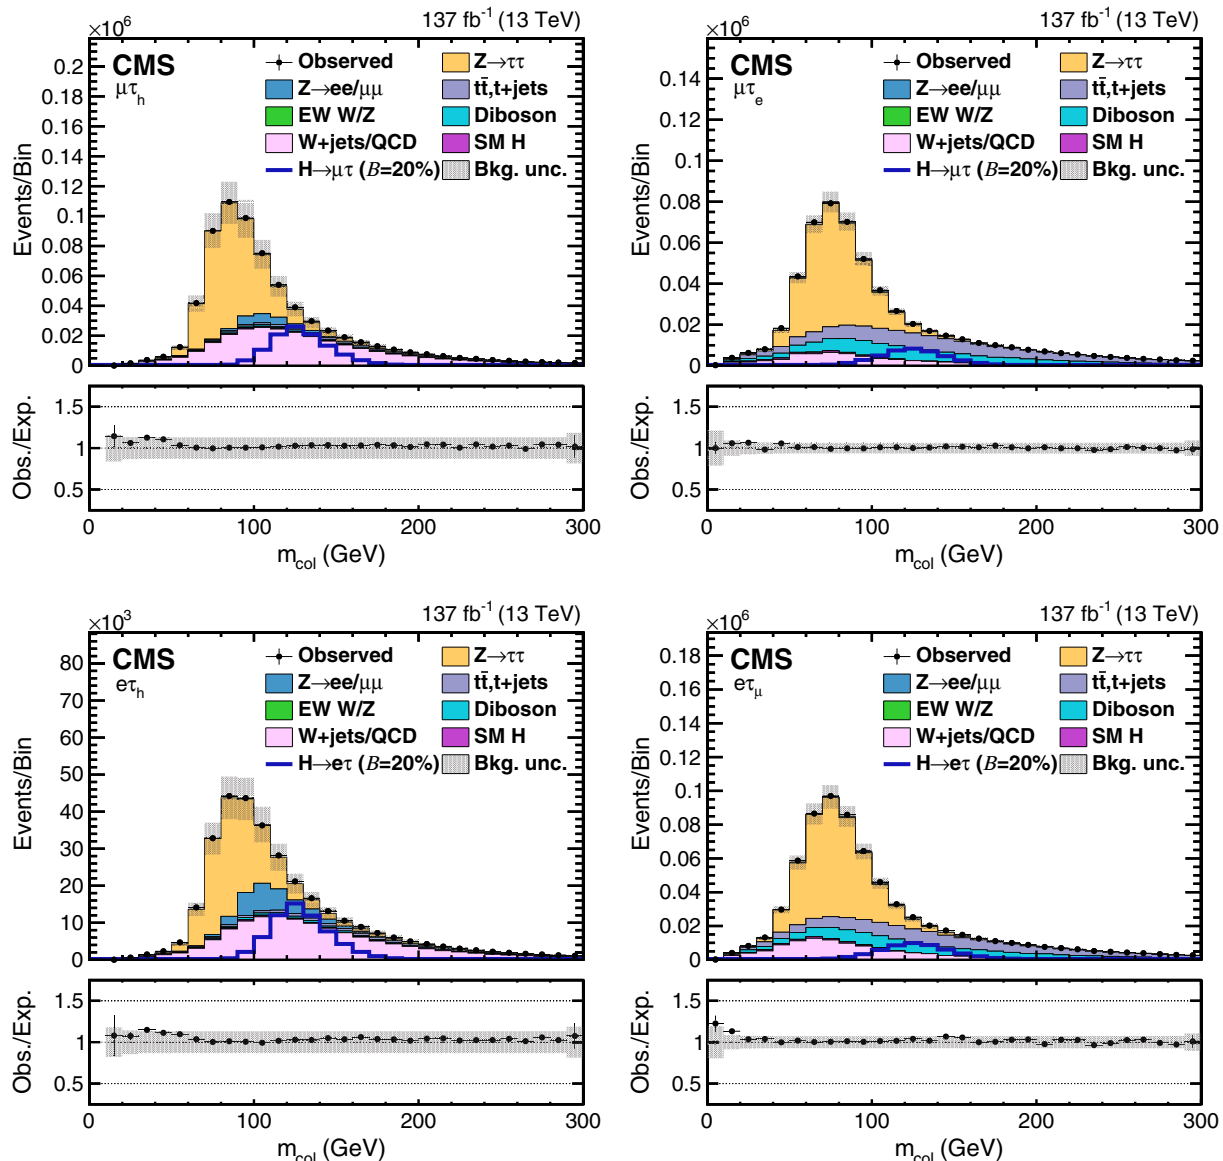 ×10⁶ 137 fb⁻¹ (13 TeV)
CMS
μτₕ
Observed Z→ττ
Z→ee/μμ tt̄,t+jets
EW W/Z Diboson
W+jets/QCD SM H
H→μτ (B=20%) Bkg. unc.
Events/Bin
0.2
0.18
0.16
0.14
0.12
0.1
0.08
0.06
0.04
0.02
0
Obs./Exp.
1.5
1
0.5
0 100 200 300
m_col (GeV)
×10⁶ 137 fb⁻¹ (13 TeV)
CMS
μτₑ
Observed Z→ττ
Z→ee/μμ tt̄,t+jets
EW W/Z Diboson
W+jets/QCD SM H
H→μτ (B=20%) Bkg. unc.
Events/Bin
0.14
0.12
0.1
0.08
0.06
0.04
0.02
0
Obs./Exp.
1.5
1
0.5
0 100 200 300
m_col (GeV)
×10³ 137 fb⁻¹ (13 TeV)
CMS
eτₕ
Observed Z→ττ
Z→ee/μμ tt̄,t+jets
EW W/Z Diboson
W+jets/QCD SM H
H→eτ (B=20%) Bkg. unc.
Events/Bin
80
70
60
50
40
30
20
10
0
Obs./Exp.
1.5
1
0.5
0 100 200 300
m_col (GeV)
×10⁶ 137 fb⁻¹ (13 TeV)
CMS
eτ_μ
Observed Z→ττ
Z→ee/μμ tt̄,t+jets
EW W/Z Diboson
W+jets/QCD SM H
H→eτ (B=20%) Bkg. unc.
Events/Bin
0.18
0.16
0.14
0.12
0.1
0.08
0.06
0.04
0.02
0
Obs./Exp.
1.5
1
0.5
0 100 200 300
m_col (GeV)